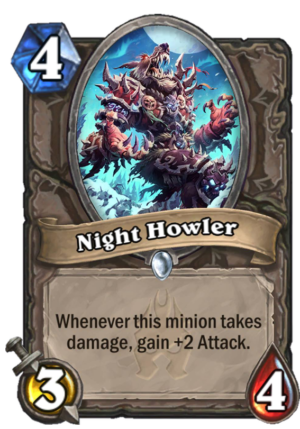 4
Night Howler
Whenever this minion takes
damage, gain +2 Attack.
3
4